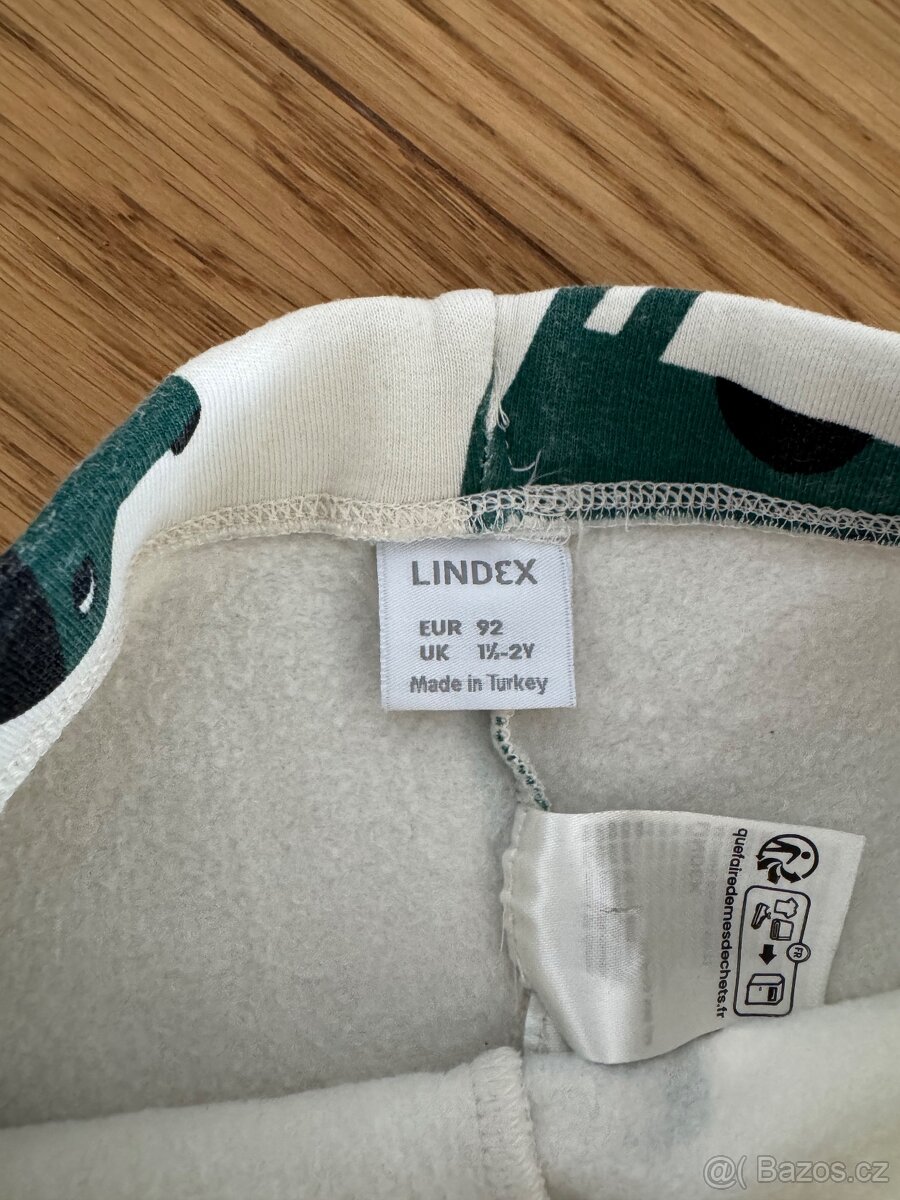 LINDEX
EUR 92
UK 1½-2Y
Made in Turkey
quefairedemesdechets.fr
FR
@( Bazos.cz